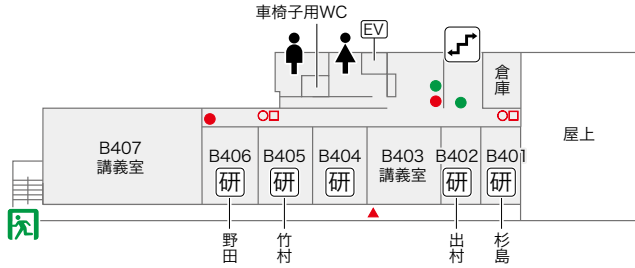 車椅子用WC
EV
倉庫
屋上
B407
講義室
B406
研
B405
研
B404
研
B403
講義室
B402
研
B401
研
野田
竹村
出村
杉島